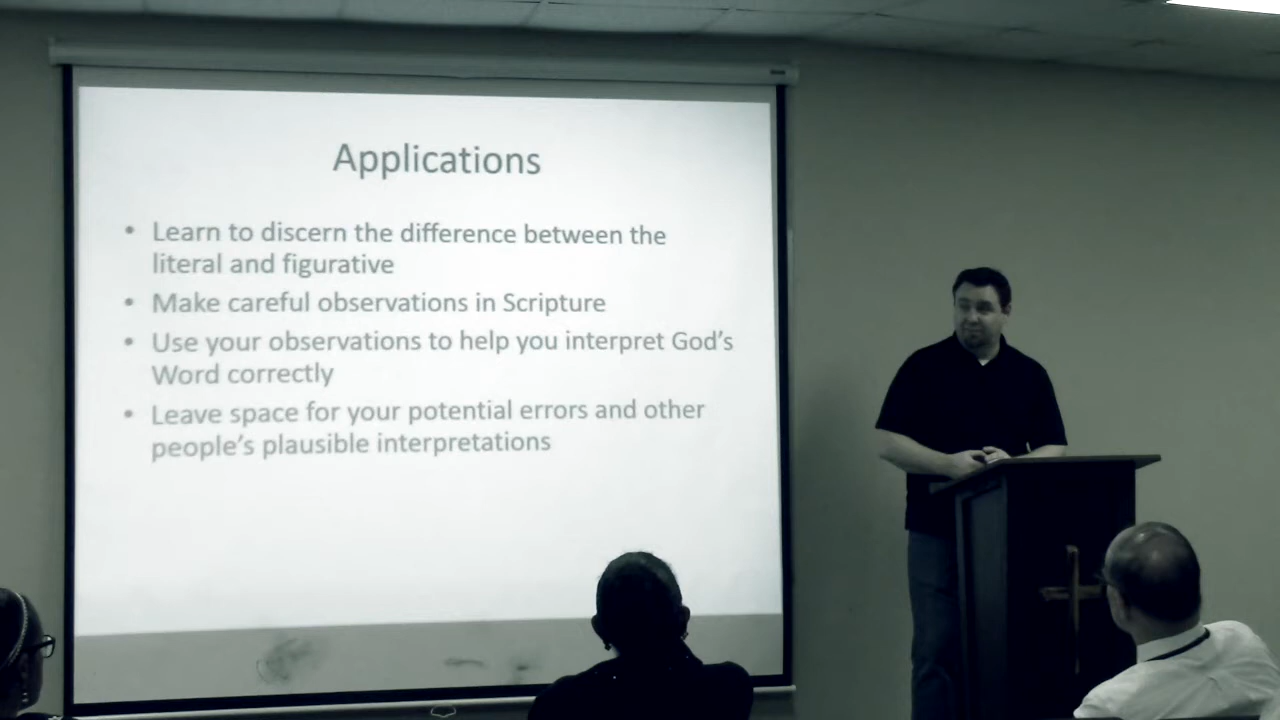 Applications
• Learn to discern the difference between the
literal and figurative
• Make careful observations in Scripture
• Use your observations to help you interpret God's
Word correctly
• Leave space for your potential errors and other
people's plausible interpretations